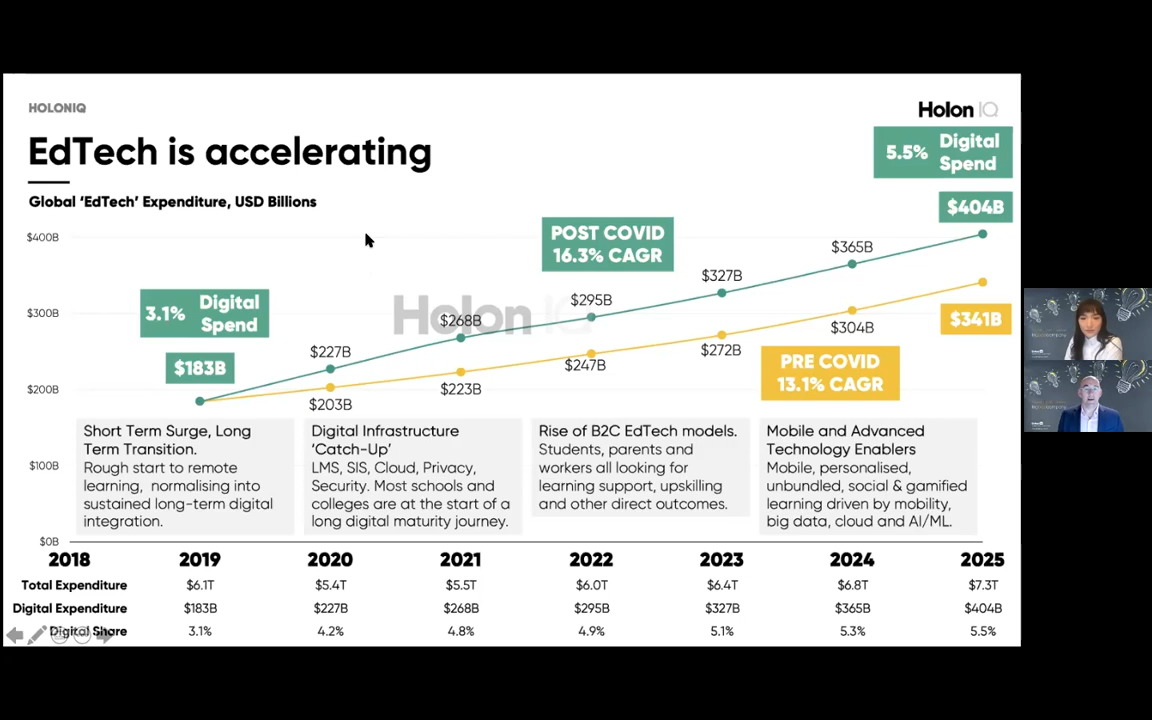 HOLONIQ
Holon IQ
EdTech is accelerating
5.5% Digital Spend
Global ‘EdTech’ Expenditure, USD Billions
$404B
$400B
POST COVID
16.3% CAGR
$365B
$327B
3.1% Digital Spend
$295B
$300B
Holon IQ
$268B
$341B
$304B
$227B
$272B
$247B
PRE COVID
13.1% CAGR
$183B
$223B
$200B
$203B
Short Term Surge, Long
Term Transition.
Rough start to remote
learning, normalising into
sustained long-term digital
integration.
Digital Infrastructure
‘Catch-Up’
LMS, SIS, Cloud, Privacy,
Security. Most schools and
colleges are at the start of a
long digital maturity journey.
Rise of B2C EdTech models.
Students, parents and
workers all looking for
learning support, upskilling
and other direct outcomes.
Mobile and Advanced
Technology Enablers
Mobile, personalised,
unbundled, social & gamified
learning driven by mobility,
big data, cloud and AI/ML.
$100B
$0B
2018 2019 2020 2021 2022 2023 2024 2025
Total Expenditure $6.1T $5.4T $5.5T $6.0T $6.4T $6.8T $7.3T
Digital Expenditure $183B $227B $268B $295B $327B $365B $404B
Digital Share 3.1% 4.2% 4.8% 4.9% 5.1% 5.3% 5.5%